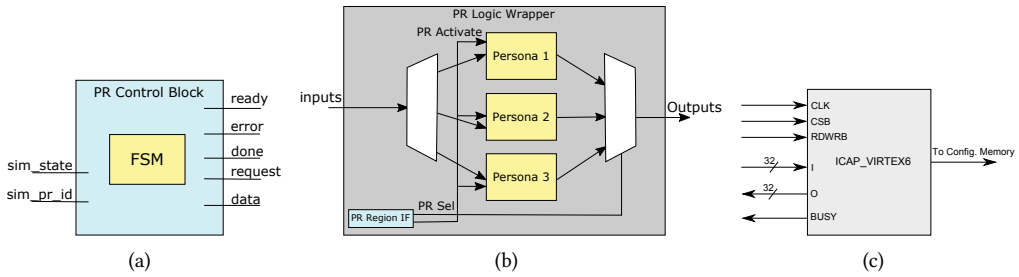 PR Control Block
FSM
sim_state
sim_pr_id
ready
error
done
request
data
(a)
PR Logic Wrapper
PR Activate
Persona 1
Persona 2
Persona 3
inputs
Outputs
PR Sel
PR Region IF
(b)
CLK
CSB
RDWRB
32
I
32
O
BUSY
ICAP_VIRTEX6
To Config. Memory
(c)